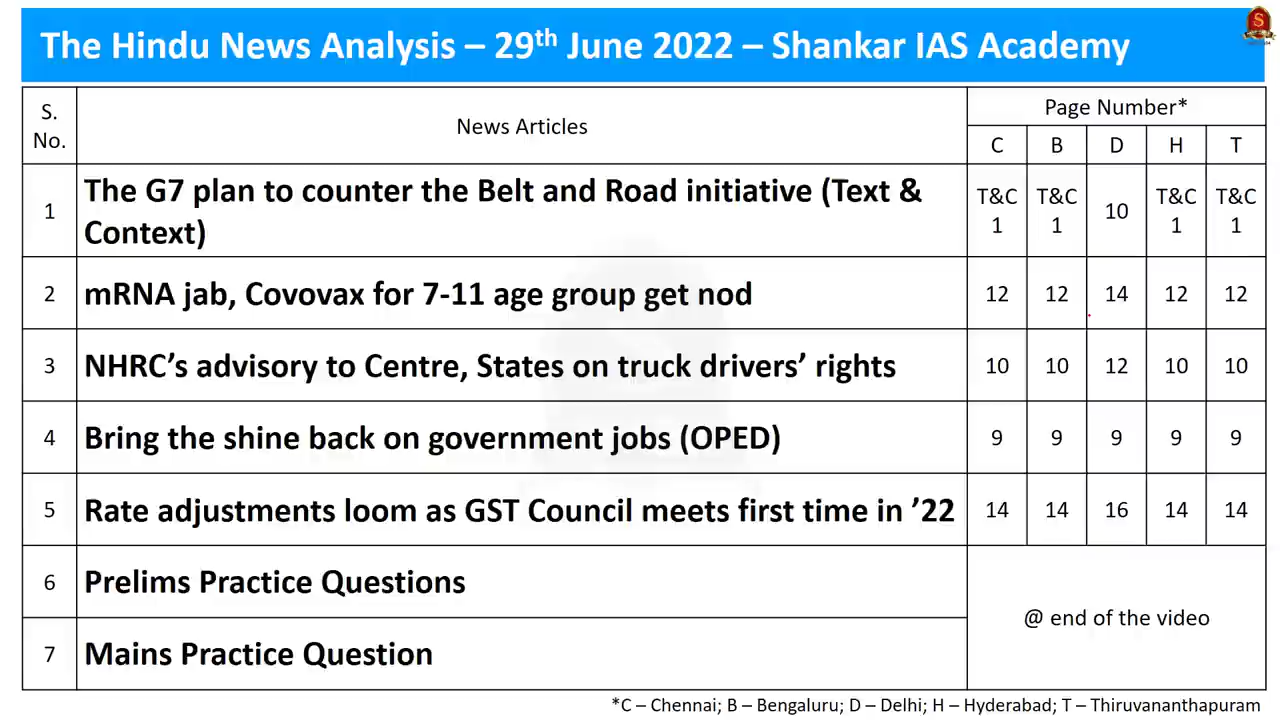 The Hindu News Analysis – 29th June 2022 – Shankar IAS Academy
S. No. News Articles Page Number*
C B D H T
1 The G7 plan to counter the Belt and Road initiative (Text & Context) T&C 1 T&C 1 10 T&C 1 T&C 1
2 mRNA jab, Covovax for 7-11 age group get nod 12 12 14 12 12
3 NHRC’s advisory to Centre, States on truck drivers’ rights 10 10 12 10 10
4 Bring the shine back on government jobs (OPED) 9 9 9 9 9
5 Rate adjustments loom as GST Council meets first time in ’22 14 14 16 14 14
6 Prelims Practice Questions
@ end of the video
7 Mains Practice Question
*C – Chennai; B – Bengaluru; D – Delhi; H – Hyderabad; T – Thiruvananthapuram